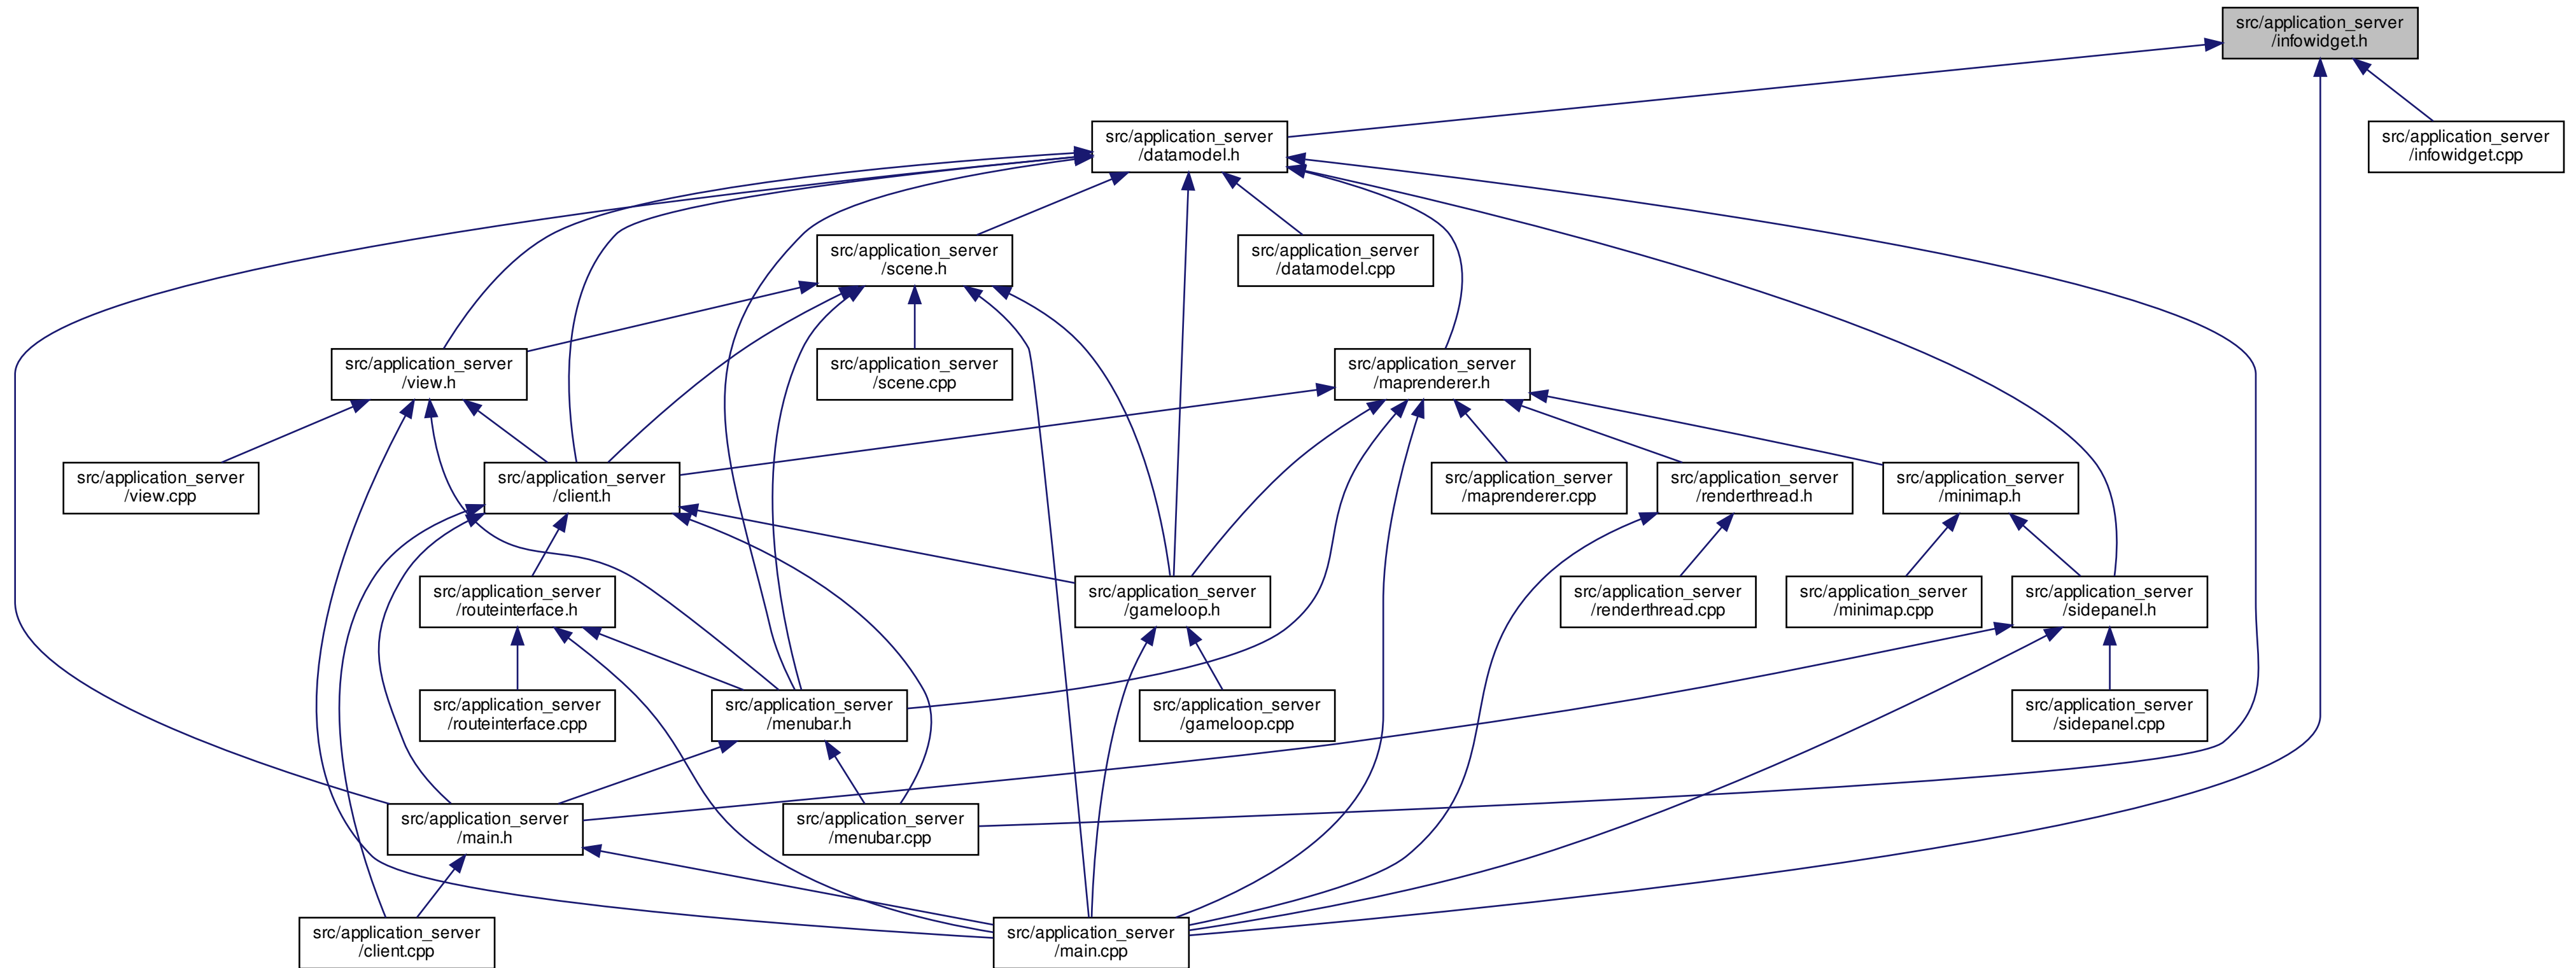 src/application_server
/infowidget.h
src/application_server
/datamodel.h
src/application_server
/infowidget.cpp
src/application_server
/scene.h
src/application_server
/datamodel.cpp
src/application_server
/view.h
src/application_server
/scene.cpp
src/application_server
/maprenderer.h
src/application_server
/view.cpp
src/application_server
/client.h
src/application_server
/maprenderer.cpp
src/application_server
/renderthread.h
src/application_server
/minimap.h
src/application_server
/routeinterface.h
src/application_server
/gameloop.h
src/application_server
/renderthread.cpp
src/application_server
/minimap.cpp
src/application_server
/sidepanel.h
src/application_server
/routeinterface.cpp
src/application_server
/menubar.h
src/application_server
/gameloop.cpp
src/application_server
/sidepanel.cpp
src/application_server
/main.h
src/application_server
/menubar.cpp
src/application_server
/client.cpp
src/application_server
/main.cpp